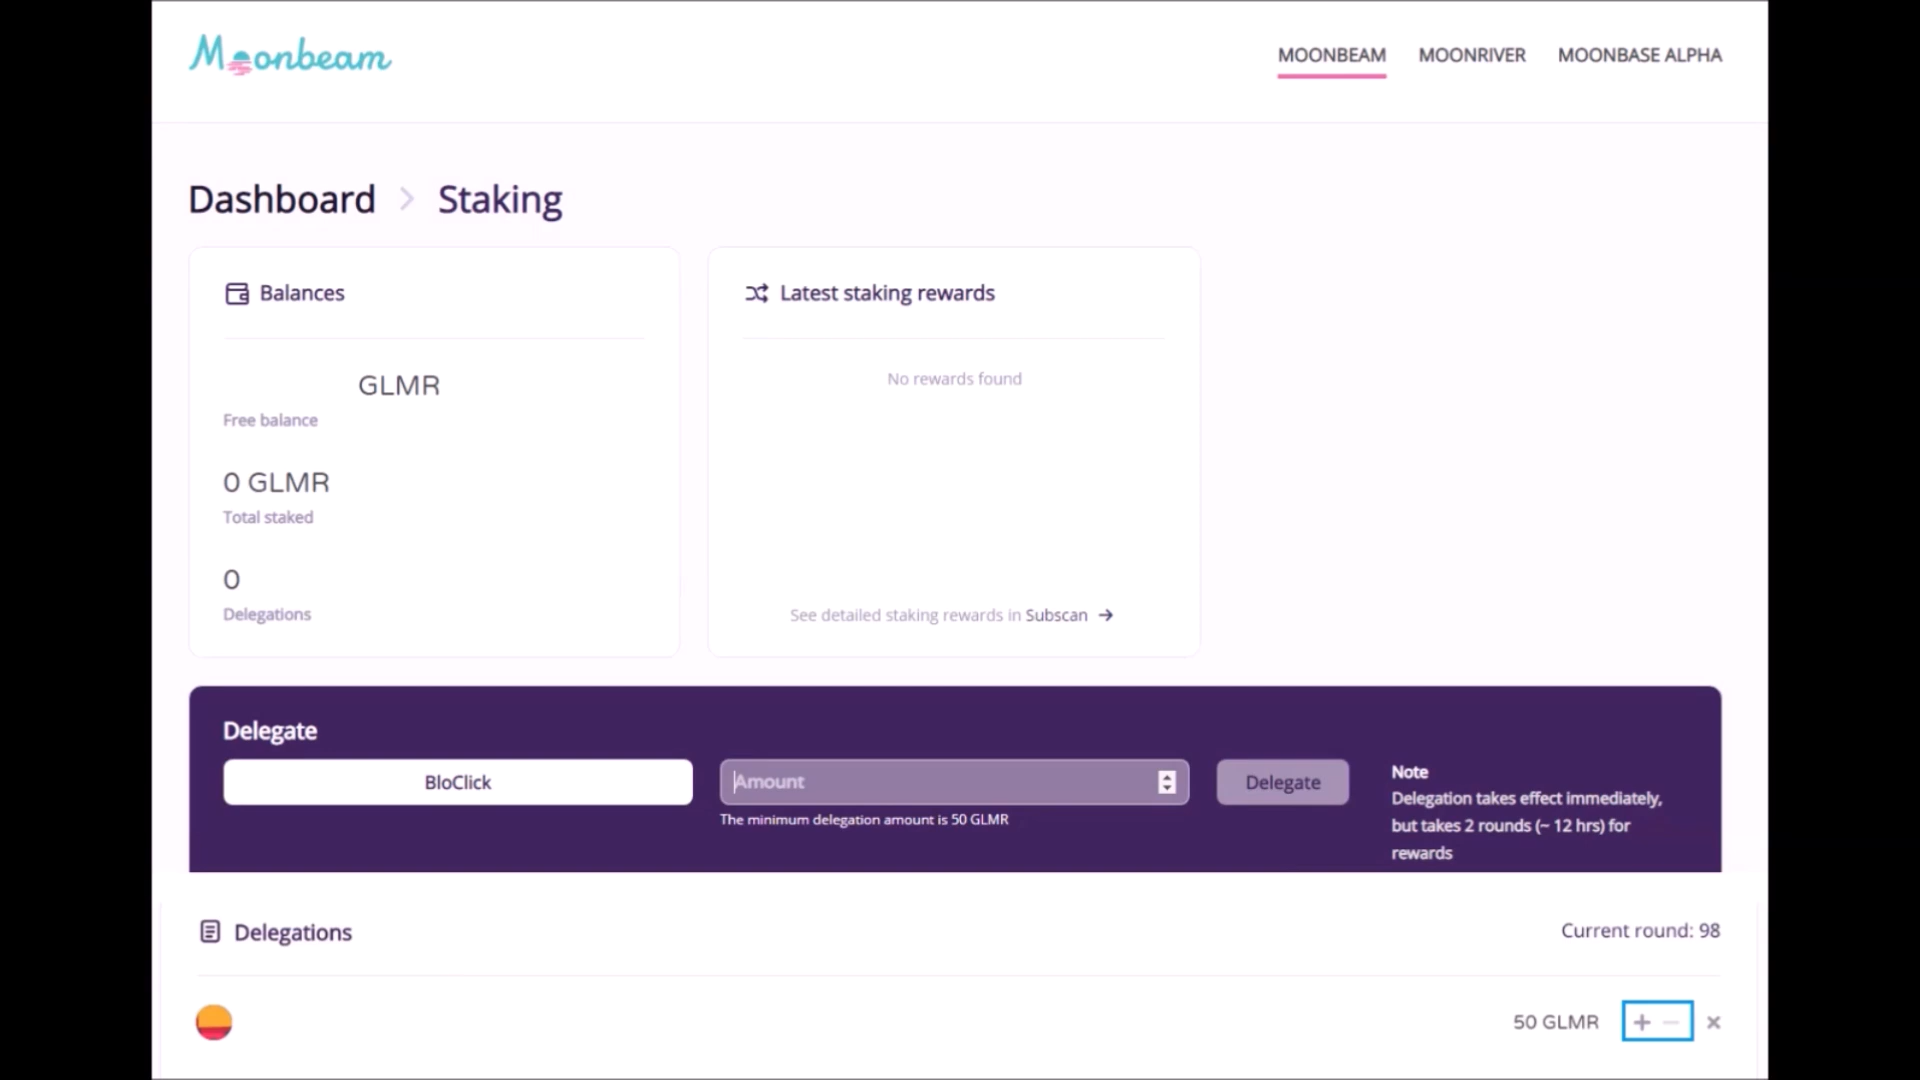 Moonbeam
MOONBEAM MOONRIVER MOONBASE ALPHA
Dashboard > Staking
Balances
GLMR
Free balance
0 GLMR
Total staked
0
Delegations
Latest staking rewards
No rewards found
See detailed staking rewards in Subscan →
Delegate
BloClick
Amount
The minimum delegation amount is 50 GLMR
Delegate
Note
Delegation takes effect immediately,
but takes 2 rounds (~ 12 hrs) for
rewards
Delegations
Current round: 98
50 GLMR + − ×